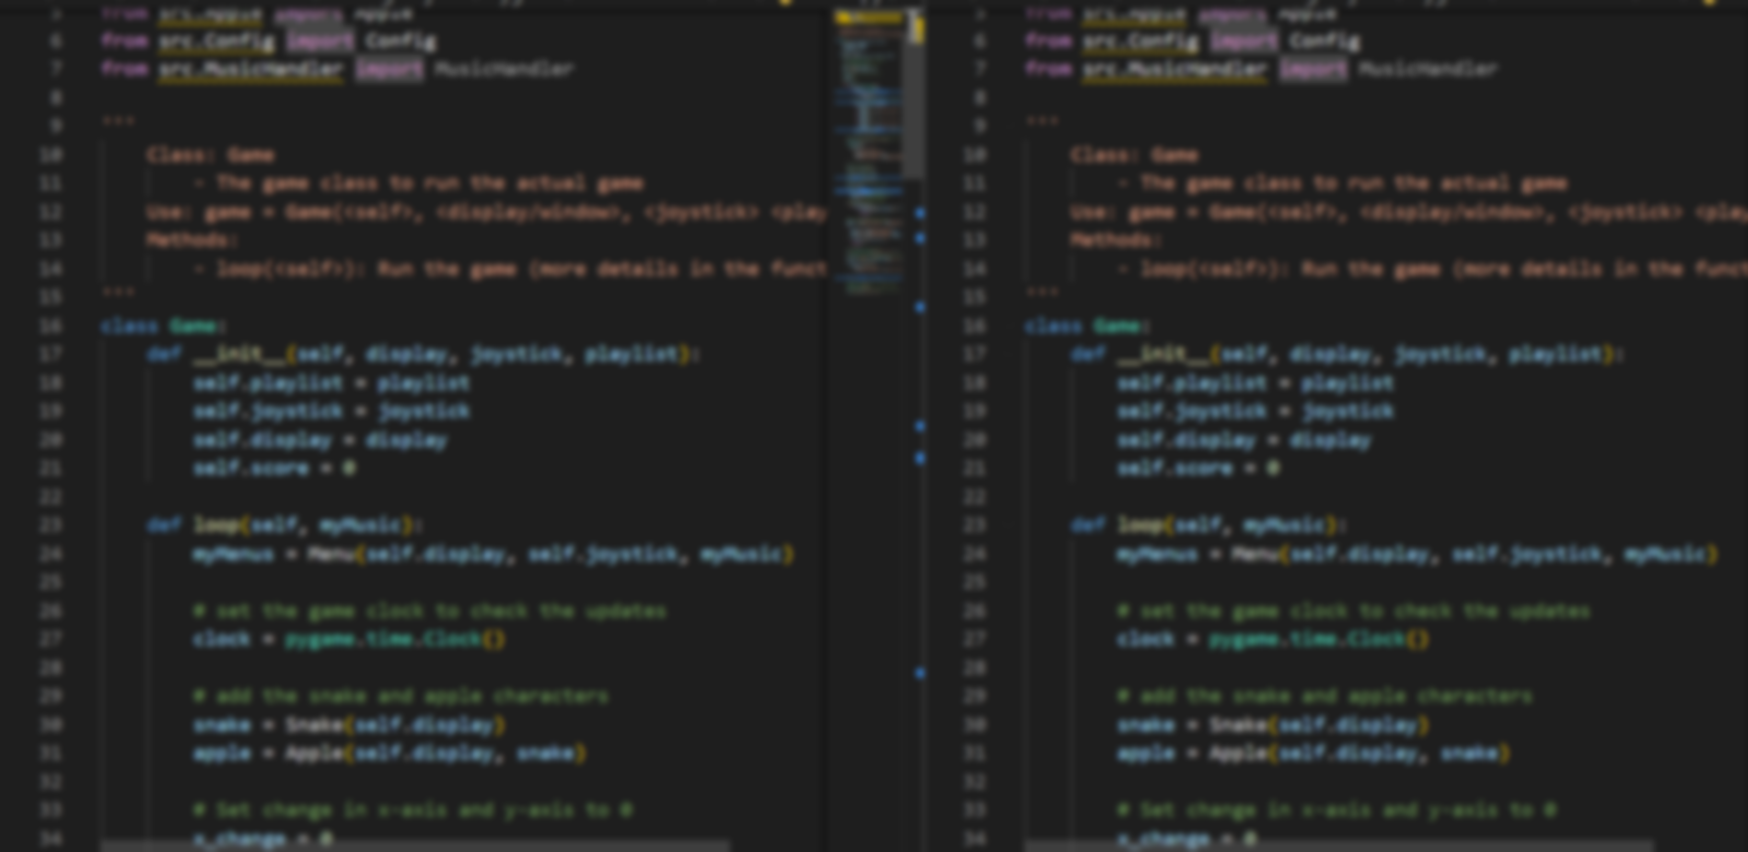 from src.Apple import Apple
6 from src.Config import Config
7 from src.MusicHandler import MusicHandler
8
9 '''
10 Class: Game
11 - The game class to run the actual game
12 Use: game = Game(<self>, <display/window>, <joystick> <play
13 Methods:
14 - loop(<self>): Run the game (more details in the funct
15 '''
16 class Game:
17 def __init__(self, display, joystick, playlist):
18 self.playlist = playlist
19 self.joystick = joystick
20 self.display = display
21 self.score = 0
22
23 def loop(self, myMusic):
24 myMenus = Menu(self.display, self.joystick, myMusic)
25
26 # set the game clock to check the updates
27 clock = pygame.time.Clock()
28
29 # add the snake and apple characters
30 snake = Snake(self.display)
31 apple = Apple(self.display, snake)
32
33 # Set change in x-axis and y-axis to 0
34 x_change = 0
5 from src.Apple import Apple
6 from src.Config import Config
7 from src.MusicHandler import MusicHandler
8
9 '''
10 Class: Game
11 - The game class to run the actual game
12 Use: game = Game(<self>, <display/window>, <joystick> <play
13 Methods:
14 - loop(<self>): Run the game (more details in the funct
15 '''
16 class Game:
17 def __init__(self, display, joystick, playlist):
18 self.playlist = playlist
19 self.joystick = joystick
20 self.display = display
21 self.score = 0
22
23 def loop(self, myMusic):
24 myMenus = Menu(self.display, self.joystick, myMusic)
25
26 # set the game clock to check the updates
27 clock = pygame.time.Clock()
28
29 # add the snake and apple characters
30 snake = Snake(self.display)
31 apple = Apple(self.display, snake)
32
33 # Set change in x-axis and y-axis to 0
34 x_change = 0